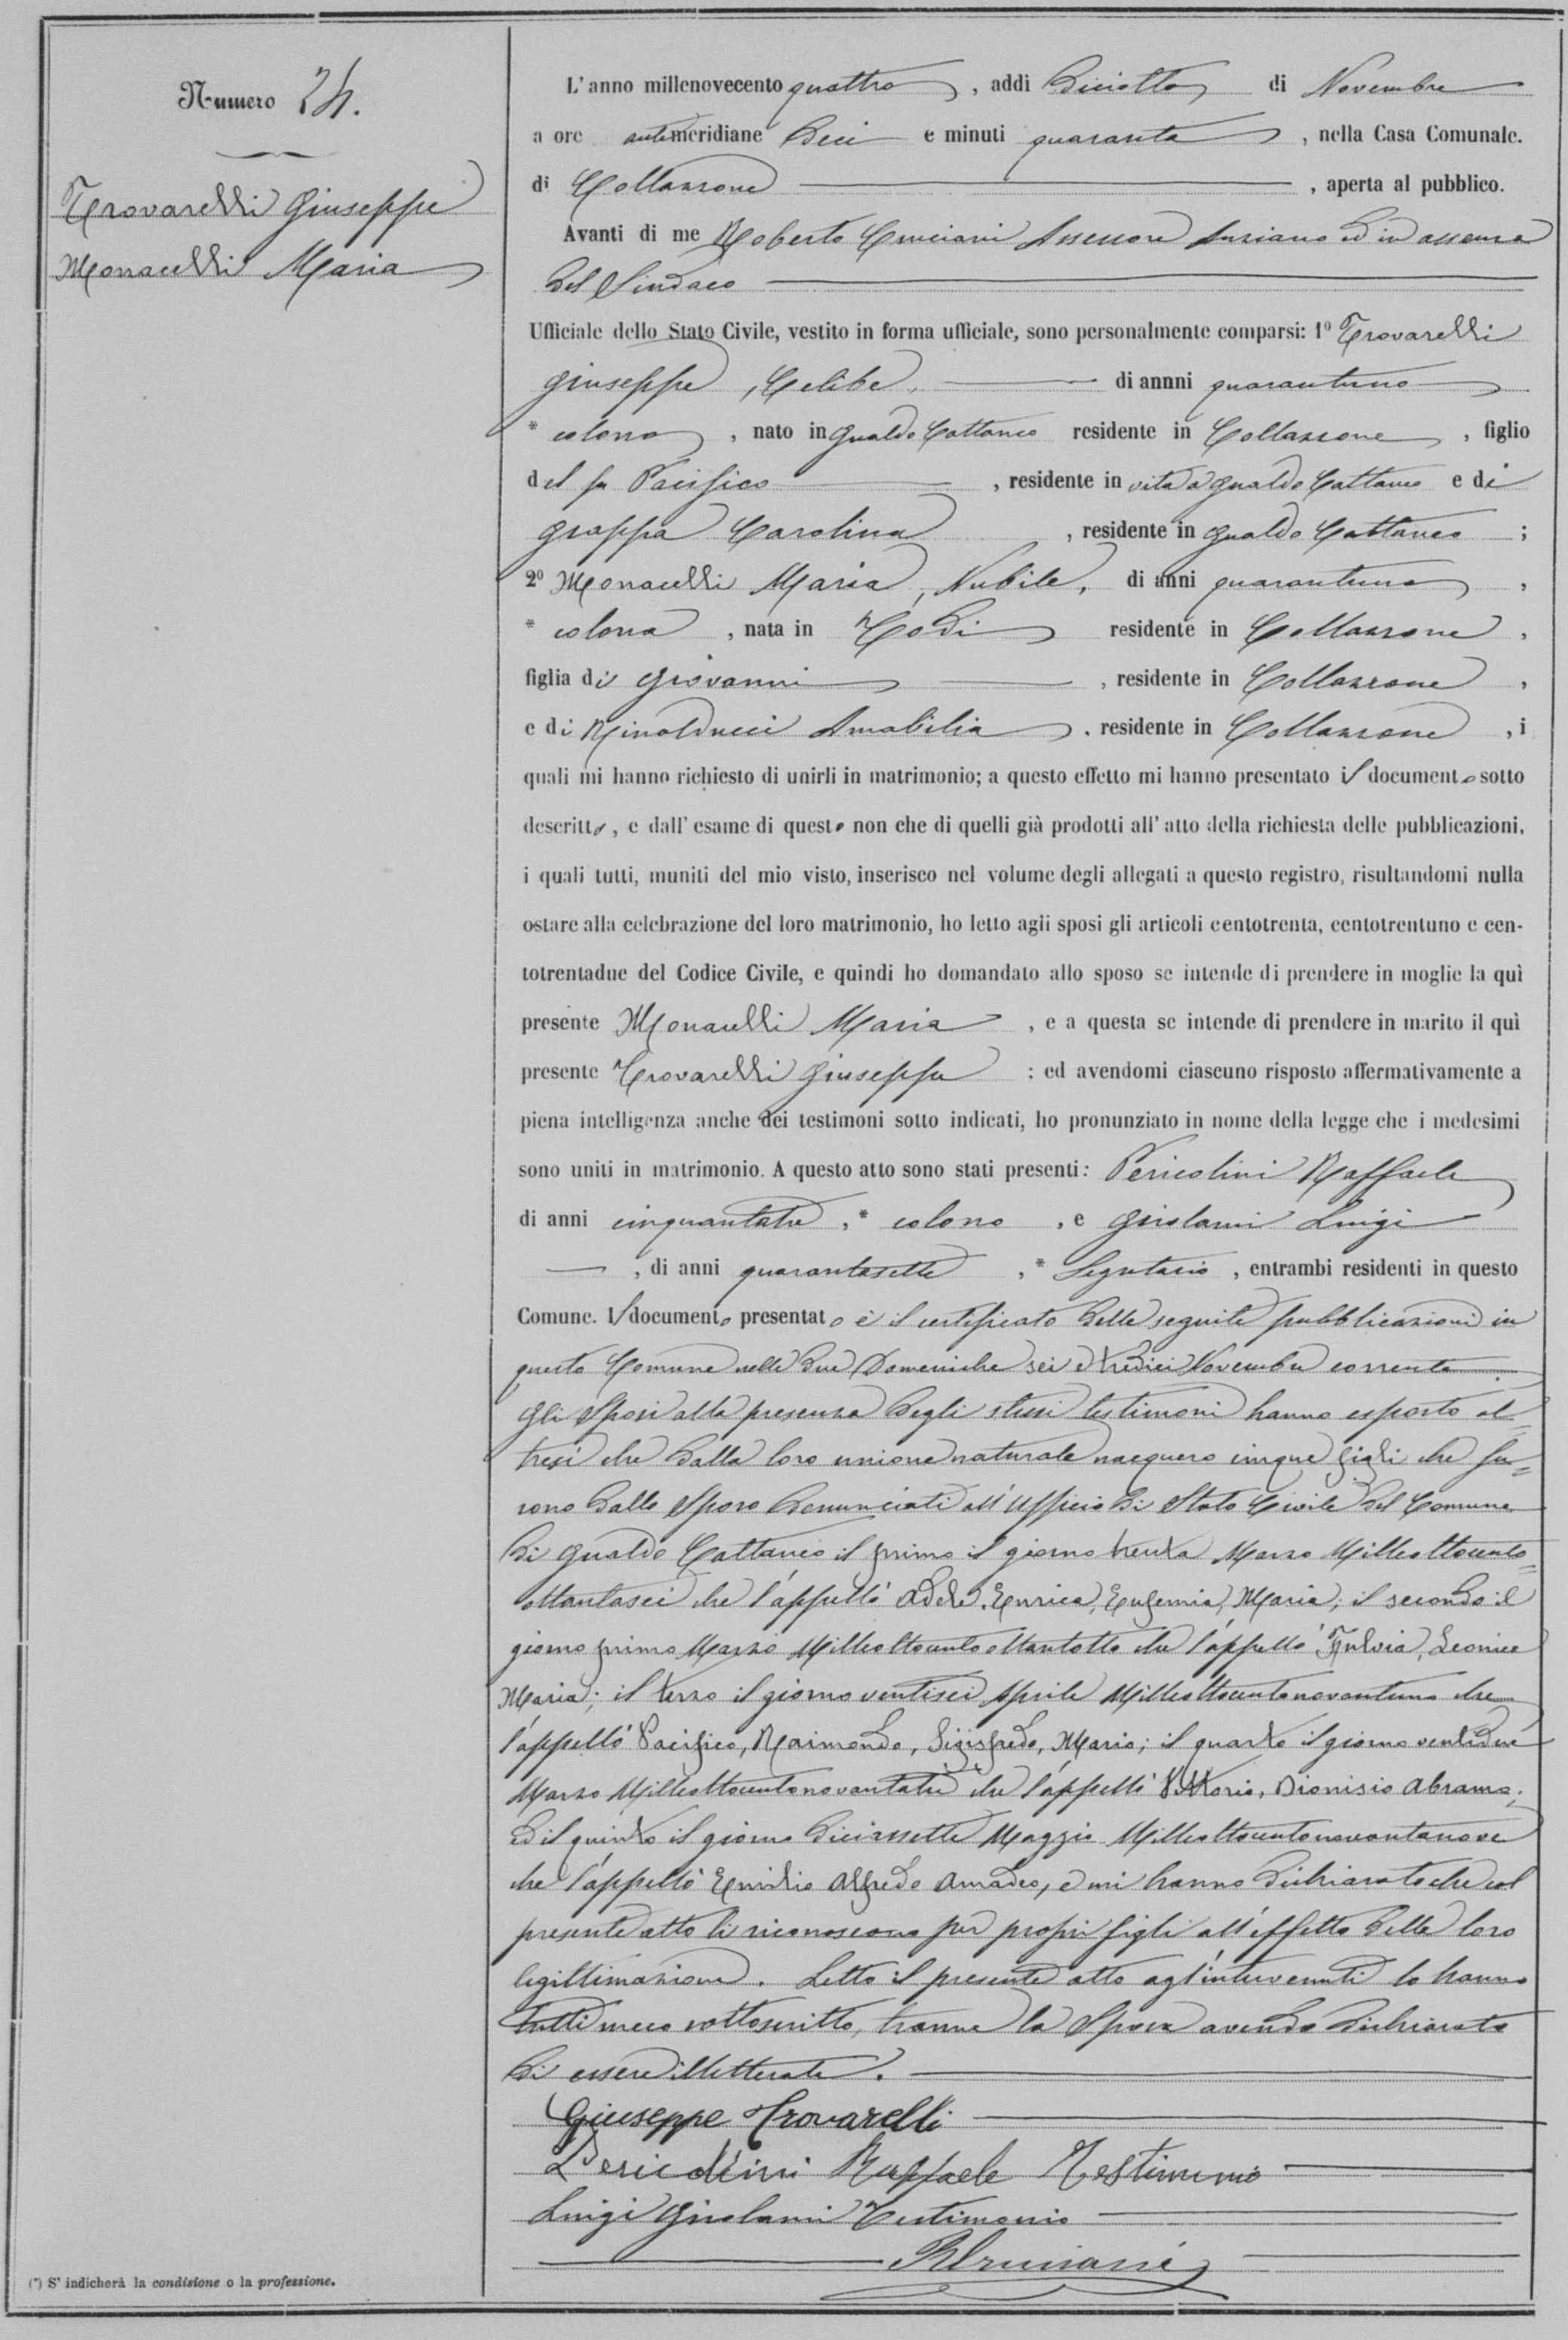 Numero 24.
Trovarelli Giuseppe
Monacelli Maria
L'anno millenovecento quattro, addì Diciotto di Novembre
a ore antimeridiane Dieci e minuti quaranta, nella Casa Comunale.
di Collazzone, aperta al pubblico.
Avanti di me Roberto Cruciani Assessore Anziano ed in assenza
del Sindaco
Ufficiale dello Stato Civile, vestito in forma ufficiale, sono personalmente comparsi: 1º Trovarelli
Giuseppe, Celibe, di annni quarantuno
* colono, nato in Gualdo Cattaneo residente in Collazzone, figlio
del fu Pacifico, residente in vita a Gualdo Cattaneo e di
Grappa Carolina, residente in Gualdo Cattaneo;
2º Monacelli Maria, Nubile, di anni quarantuno,
* colona, nata in Todi residente in Collazzone,
figlia di Giovanni, residente in Collazzone,
e di Rinalducci Amabilia, residente in Collazzone, i
quali mi hanno richiesto di unirli in matrimonio; a questo effetto mi hanno presentato il documento sotto
descritto, e dall'esame di questo non che di quelli già prodotti all'atto della richiesta delle pubblicazioni,
i quali tutti, muniti del mio visto, inserisco nel volume degli allegati a questo registro, risultandomi nulla
ostare alla celebrazione del loro matrimonio, ho letto agli sposi gli articoli centotrenta, centotrentuno e cen-
totrentadue del Codice Civile, e quindi ho domandato allo sposo se intende di prendere in moglie la quì
presente Monacelli Maria, e a questa se intende di prendere in marito il quì
presente Trovarelli Giuseppe: ed avendomi ciascuno risposto affermativamente a
piena intelligenza anche dei testimoni sotto indicati, ho pronunziato in nome della legge che i medesimi
sono uniti in matrimonio. A questo atto sono stati presenti: Pericolini Raffaele
di anni cinquantatre, * colono, e Girolami Luigi
, di anni quarantasette, * Segretario, entrambi residenti in questo
Comune. Il documento presentato è il certificato delle seguite pubblicazioni in
questo Comune nelle due Domeniche sei e tredici Novembre corrente.
Gli Sposi alla presenza degli stessi testimoni hanno esposto al=
tresì che dalla loro unione naturale nacquero cinque figli che fu=
rono dallo Sposo denunciati all'Ufficio di Stato Civile del Comune
di Gualdo Cattaneo il primo il giorno trenta Marzo Milleottocento=
ottantasei che l'appellò Adele, Enrica, Eufemia, Maria; il secondo il
giorno primo Marzo Milleottocentoottantotto che l'appellò Fulvia, Leonice
Maria; il terzo il giorno ventisei Aprile Milleottocentonovantuno che
l'appellò Pacifico, Raimondo, Sigisfredo, Mario; il quarto il giorno ventidue
Marzo Milleottocentonovantatre che l'appellò Vittorio, Dionisio Abramo;
ed il quinto il giorno diciassette Maggio Milleottocentonovantanove
che l'appellò Emidio Alfredo Amadeo, e mi hanno dichiarato che col
presente atto li riconoscono per propri figli all'effetto della loro
legittimazione. Letto il presente atto agl'intervenuti lo hanno
tutti meco sottoscritto, tranne la Sposa avendo dichiarato
di essere illetterata.
Giuseppe Trovarelli
Pericolini Raffaele Testimonio
Luigi Girolami Testimonio
RCruciani
(*) S'indicherà la condizione o la professione.